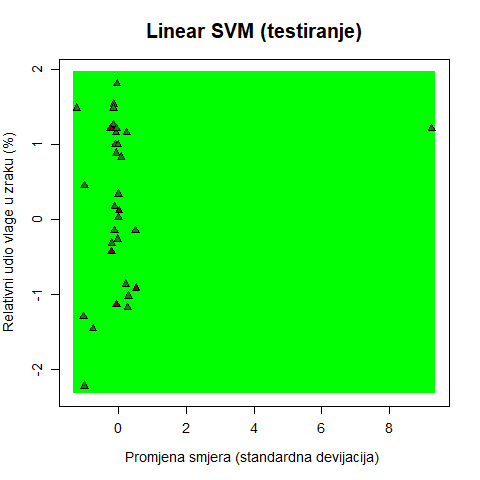 Linear SVM (testiranje)
Relativni udio vlage u zraku (%)
2
1
0
-1
-2
0 2 4 6 8
Promjena smjera (standardna devijacija)